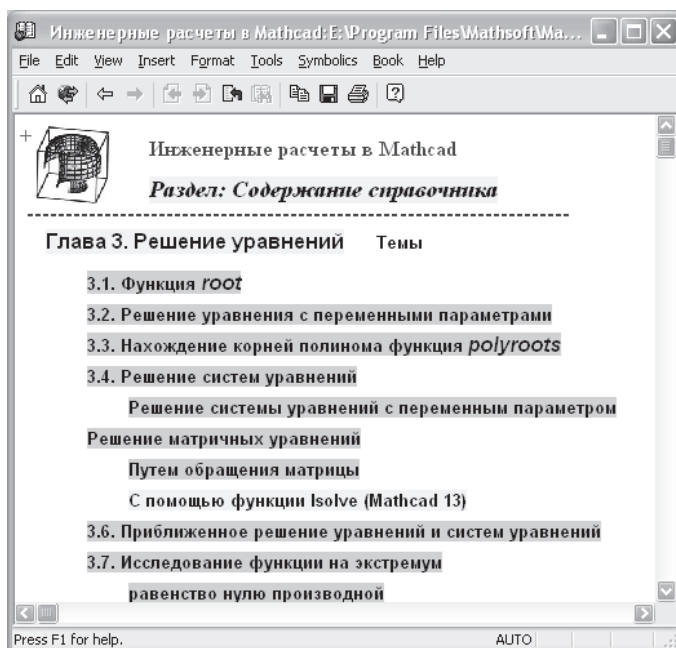 Инженерные расчеты в Mathcad:E:\Program Files\Mathsoft\Ma...
File Edit View Insert Format Tools Symbolics Book Help
Инженерные расчеты в Mathcad
Раздел: Содержание справочника
Глава 3. Решение уравнений Темы
3.1. Функция root
3.2. Решение уравнения с переменными параметрами
3.3. Нахождение корней полинома функция polyroots
3.4. Решение систем уравнений
Решение системы уравнений с переменным параметром
Решение матричных уравнений
Путем обращения матрицы
С помощью функции lsolve (Mathcad 13)
3.6. Приближенное решение уравнений и систем уравнений
3.7. Исследование функции на экстремум
равенство нулю производной
Press F1 for help. AUTO